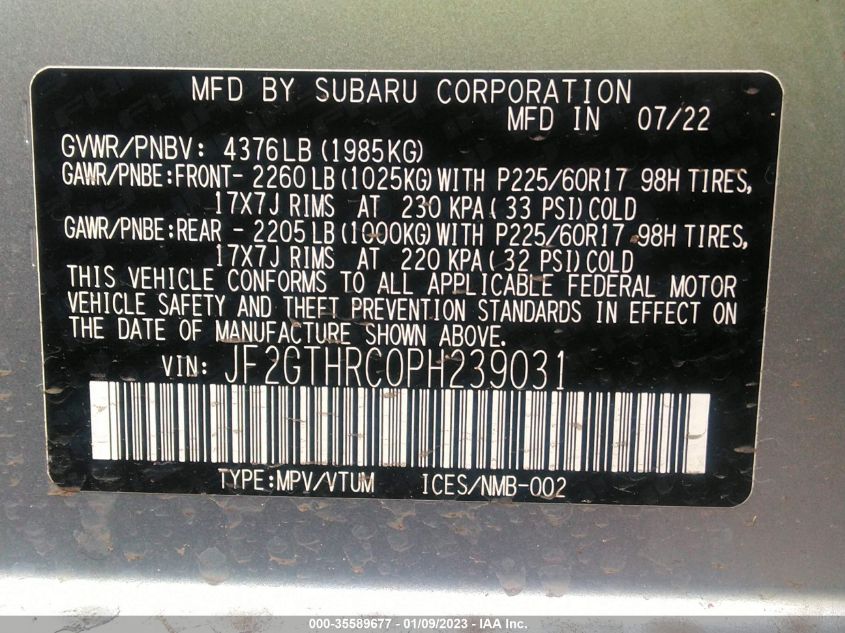 MFD BY SUBARU CORPORATION
MFD IN 07/22
GVWR/PNBV: 4376LB (1985KG)
GAWR/PNBE:FRONT- 2260LB (1025KG) WITH P225/60R17 98H TIRES,
17X7J RIMS AT 230 KPA( 33 PSI) COLD
GAWR/PNBE:REAR - 2205LB (1000KG) WITH P225/60R17 98H TIRES,
17X7J RIMS AT 220 KPA( 32 PSI) COLD
THIS VEHICLE CONFORMS TO ALL APPLICABLE FEDERAL MOTOR
VEHICLE SAFETY AND THEFT PREVENTION STANDARDS IN EFFECT ON
THE DATE OF MANUFACTURE SHOWN ABOVE.
VIN: JF2GTHRC0PH239031
TYPE:MPV/VTUM ICES/NMB-002
000-35589677 - 01/09/2023 - IAA Inc.